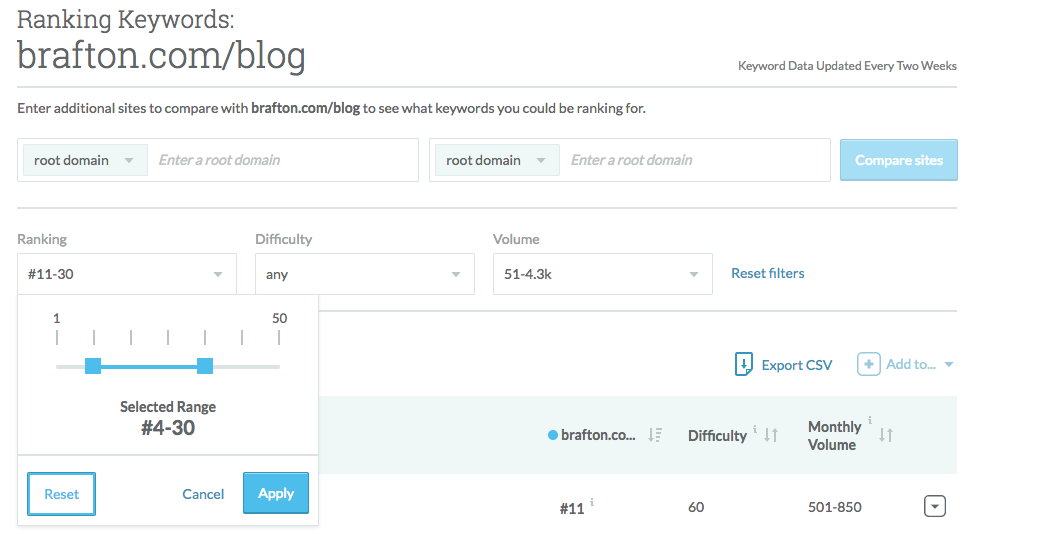 Ranking Keywords:
brafton.com/blog
Keyword Data Updated Every Two Weeks
Enter additional sites to compare with brafton.com/blog to see what keywords you could be ranking for.
root domain Enter a root domain root domain Enter a root domain Compare sites
Ranking Difficulty Volume
#11-30 any 51-4.3k Reset filters
1 50
Export CSV Add to...
Selected Range
#4-30
brafton.co... Difficulty i Monthly Volume i
Reset Cancel Apply
#11 i 60 501-850